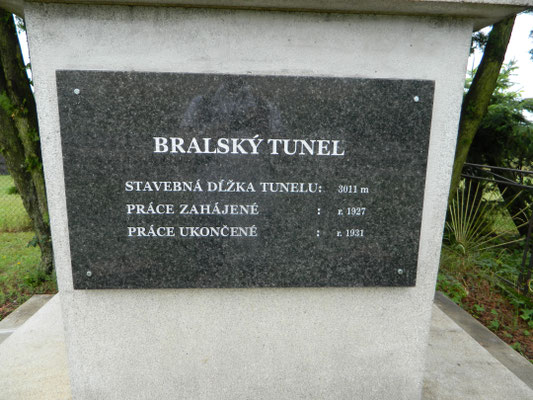 BRALSKÝ TUNEL
STAVEBNÁ DĹŽKA TUNELU: 3011 m
PRÁCE ZAHÁJENÉ : r. 1927
PRÁCE UKONČENÉ : r. 1931